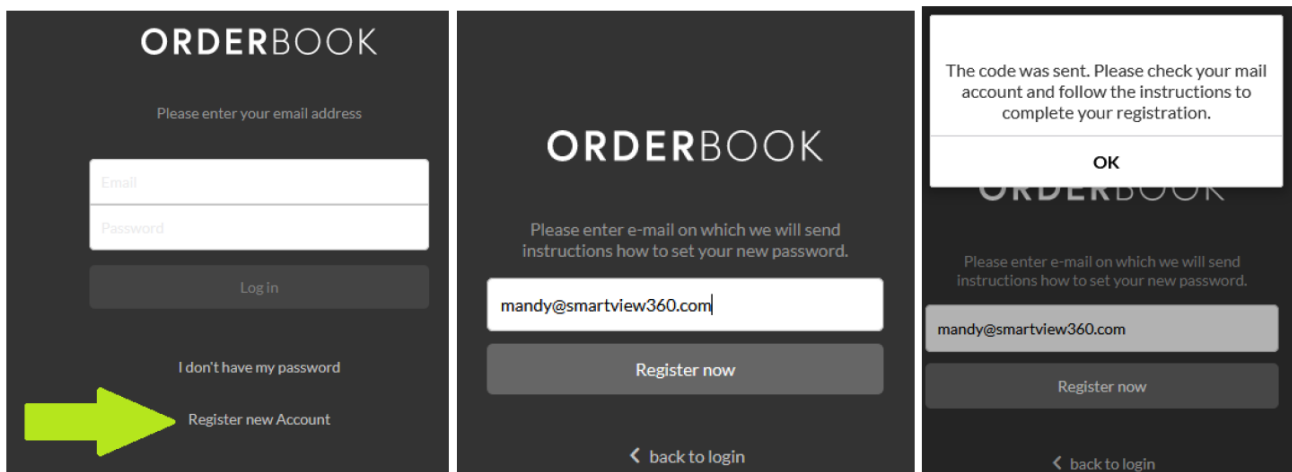 ORDERBOOK
Please enter your email address
Email
Password
Log in
I don't have my password
Register new Account
ORDERBOOK
Please enter e-mail on which we will send
instructions how to set your new password.
mandy@smartview360.com
Register now
back to login
The code was sent. Please check your mail
account and follow the instructions to
complete your registration.
OK
ORDERBOOK
Please enter e-mail on which we will send
instructions how to set your new password.
mandy@smartview360.com
Register now
back to login